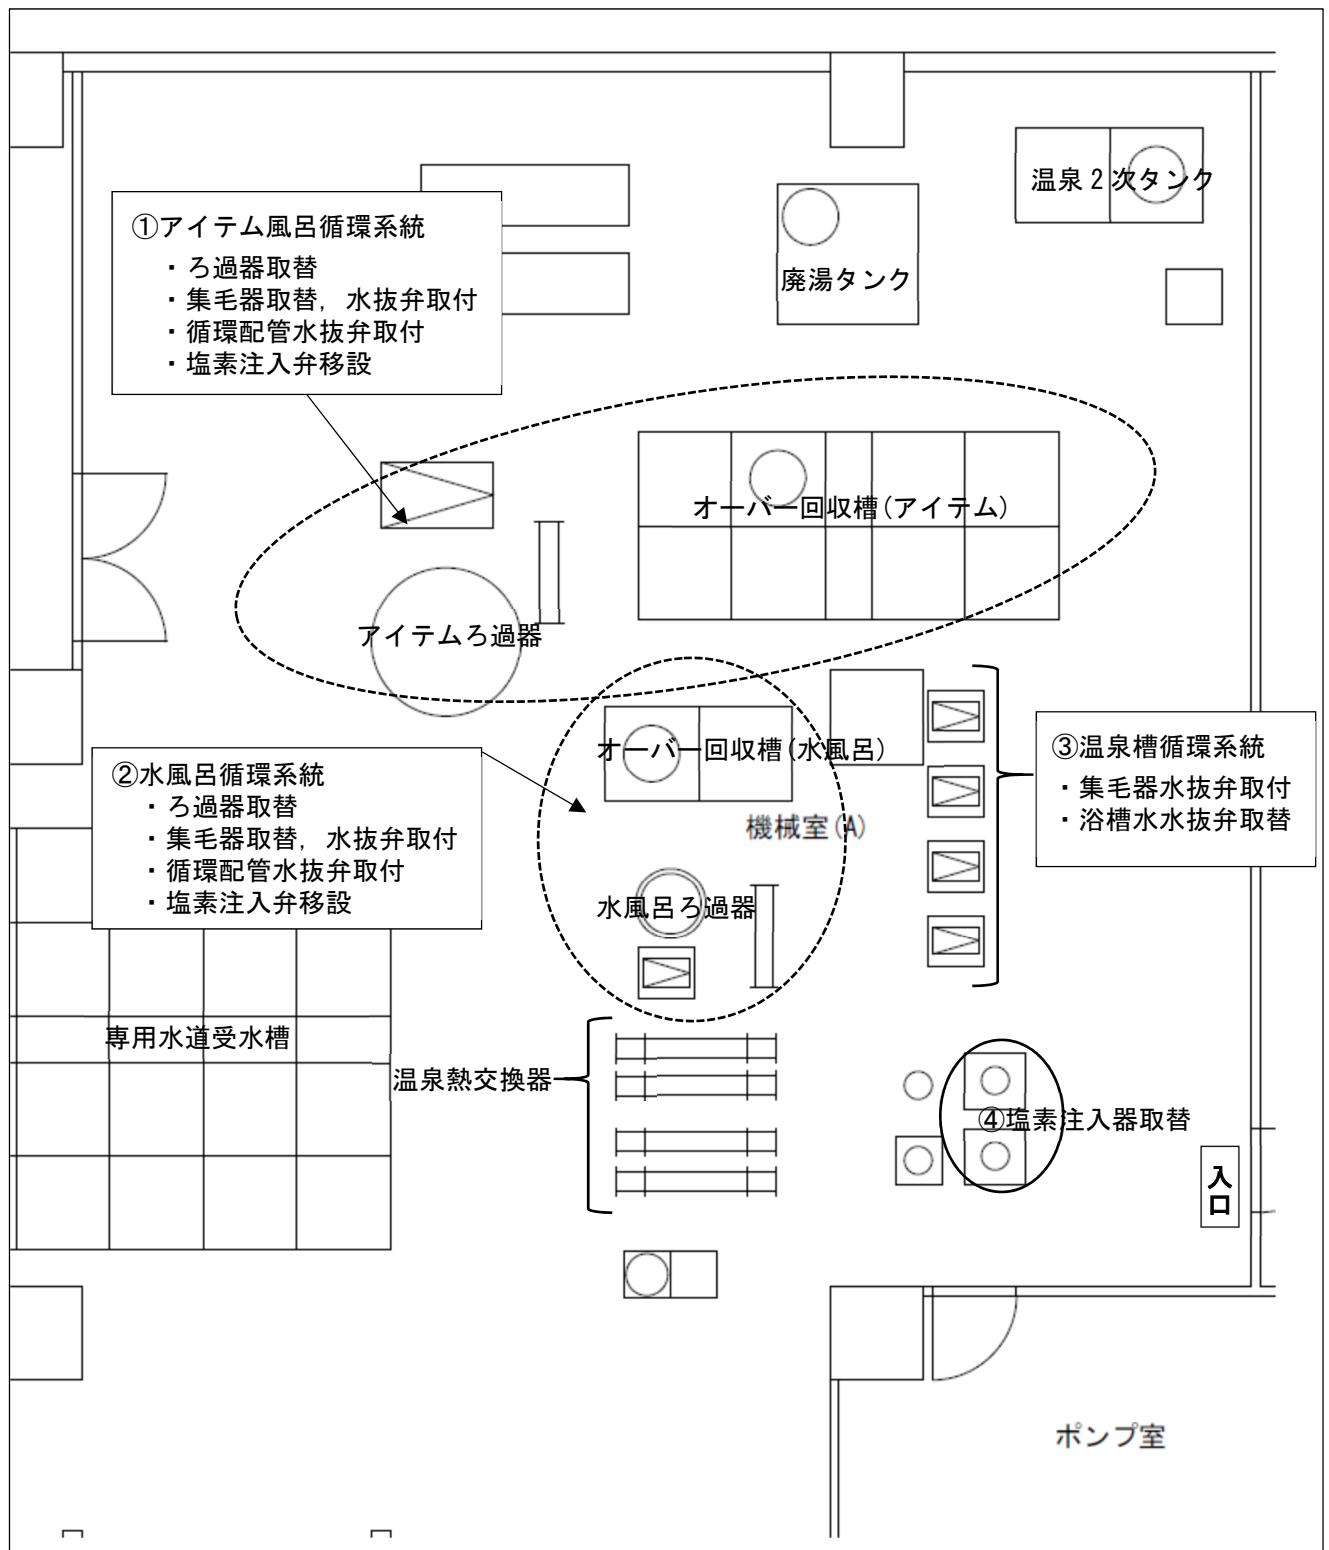 温泉２次タンク
廃湯タンク
①アイテム風呂循環系統
・ろ過器取替
・集毛器取替，水抜弁取付
・循環配管水抜弁取付
・塩素注入弁移設
オーバー回収槽(アイテム)
アイテムろ過器
オーバー回収槽(水風呂)
機械室(A)
②水風呂循環系統
・ろ過器取替
・集毛器取替，水抜弁取付
・循環配管水抜弁取付
・塩素注入弁移設
③温泉槽循環系統
・集毛器水抜弁取付
・浴槽水水抜弁取替
水風呂ろ過器
専用水道受水槽
温泉熱交換器
④塩素注入器取替
入口
ポンプ室